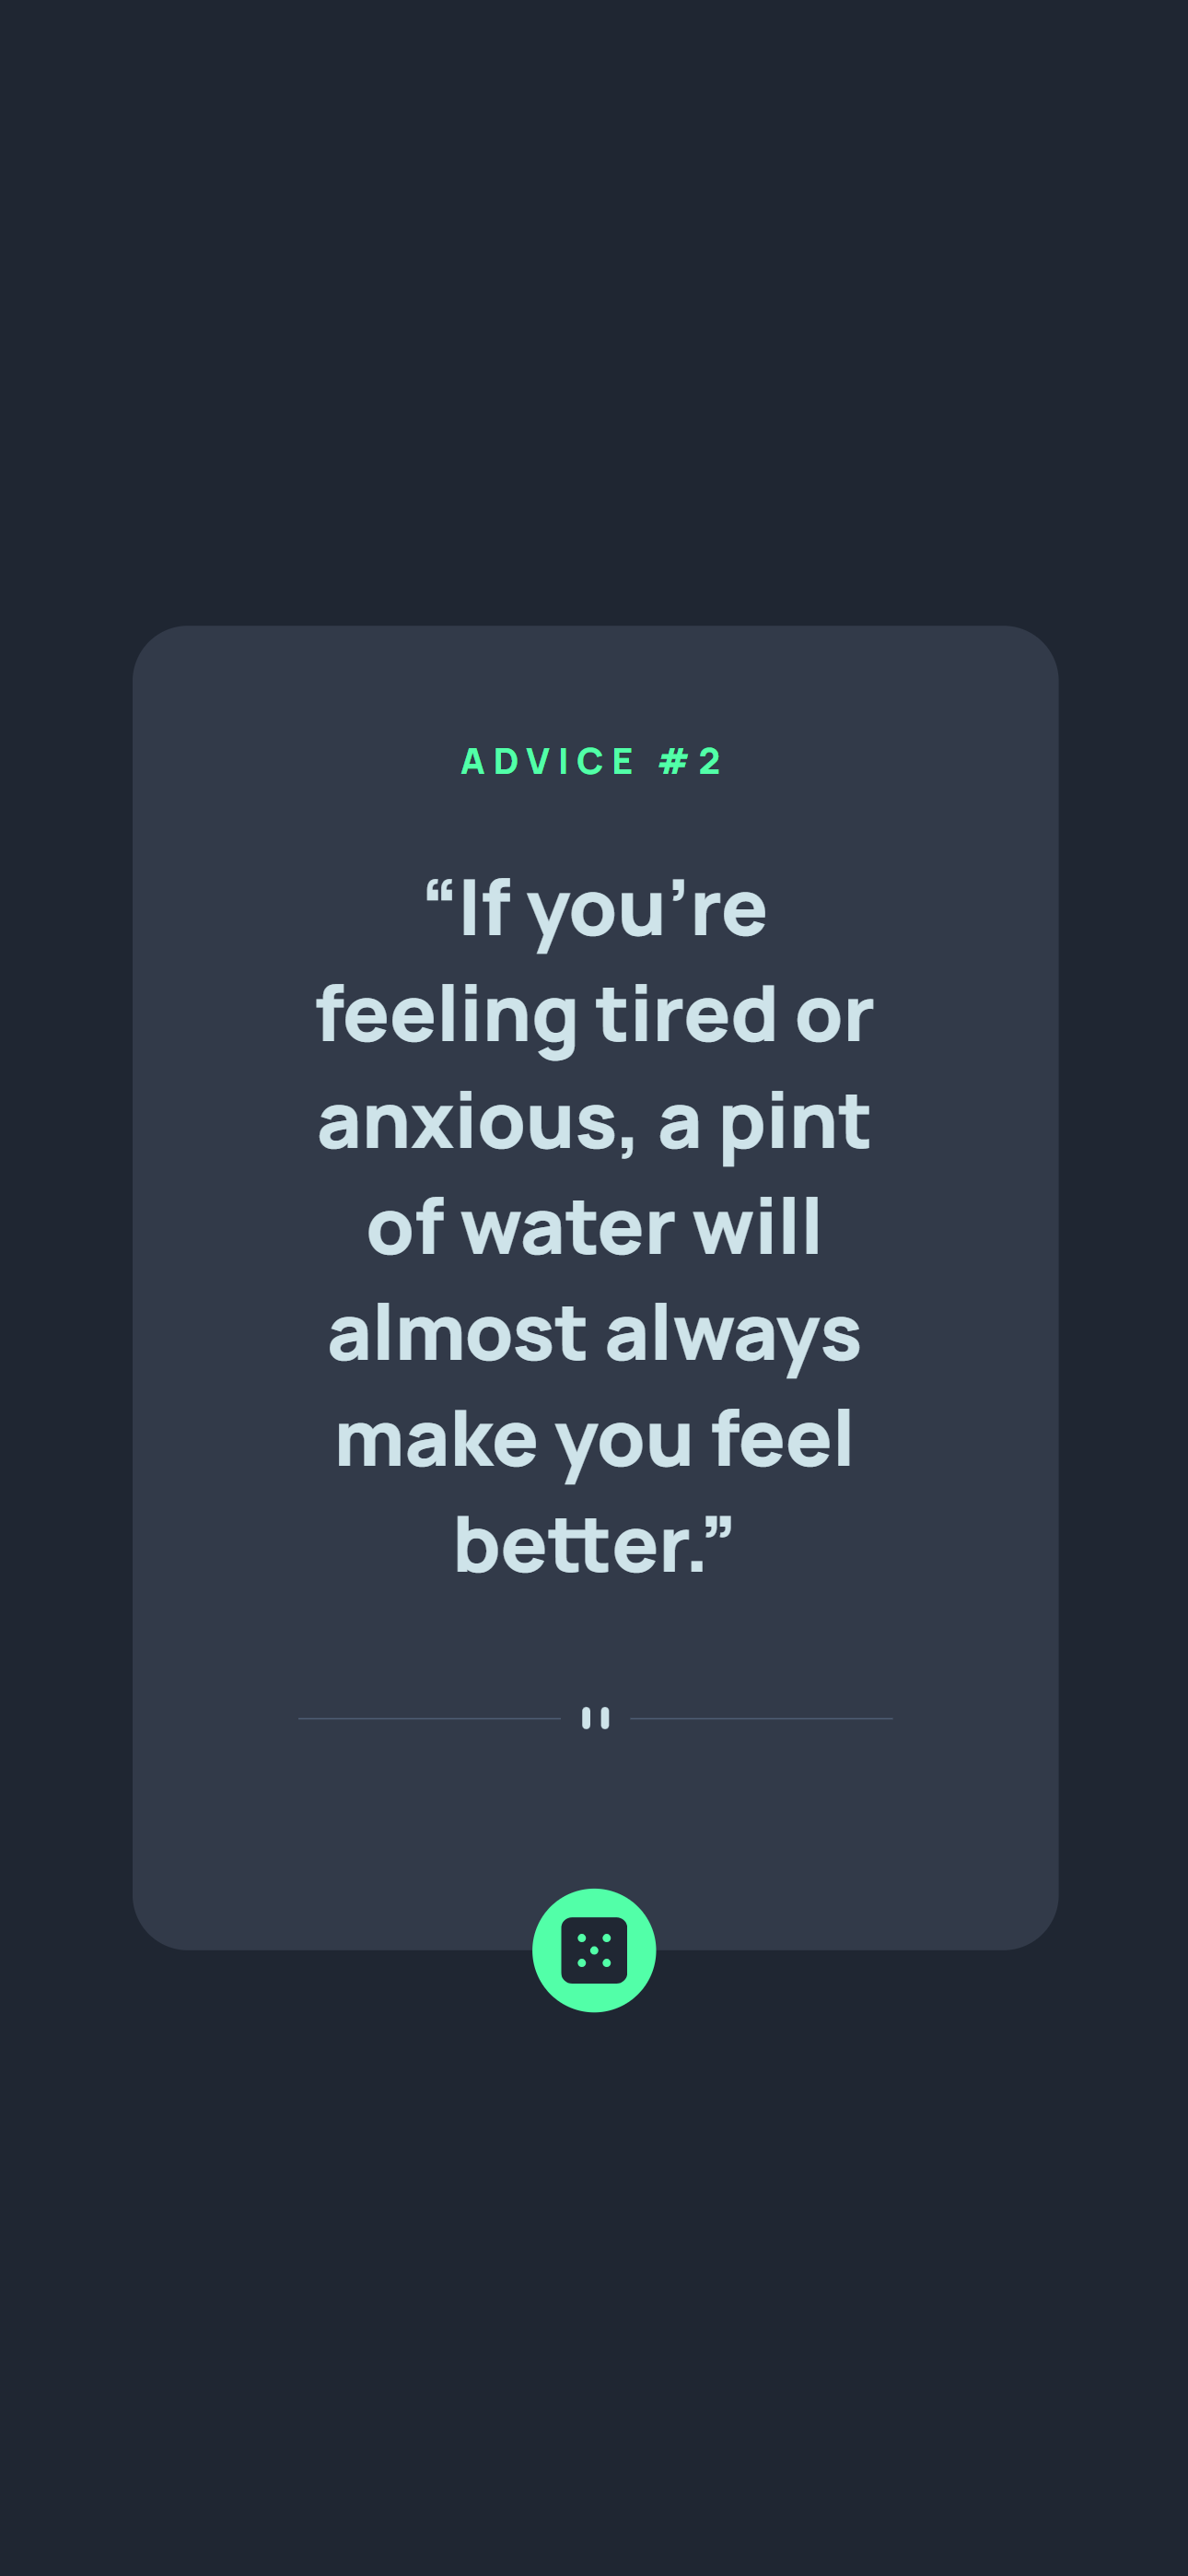 ADVICE #2
“If you’re
feeling tired or
anxious, a pint
of water will
almost always
make you feel
better.”